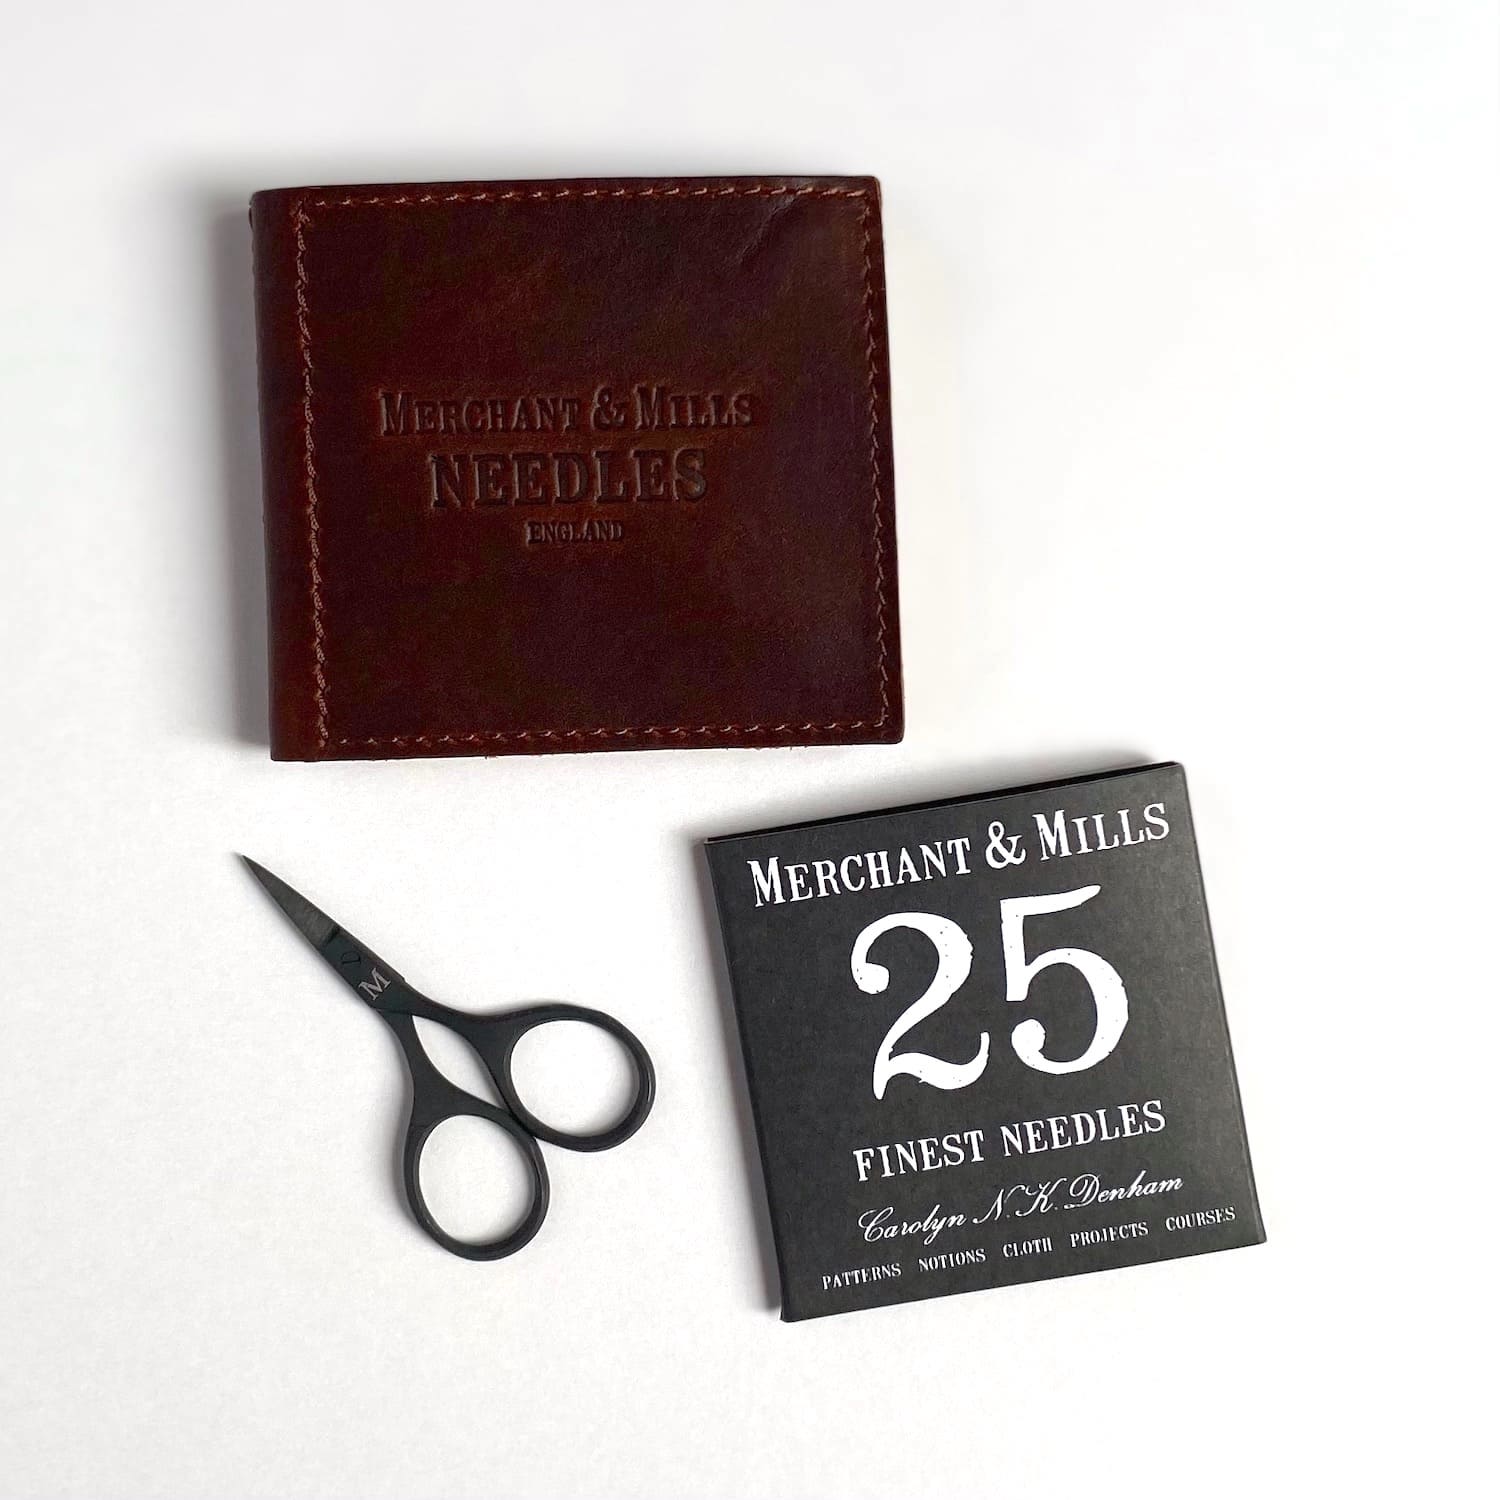 MERCHANT & MILLS
NEEDLES
ENGLAND
D
M
MERCHANT & MILLS
25
FINEST NEEDLES
Carolyn N. K. Denham
PATTERNS NOTIONS CLOTH PROJECTS COURSES